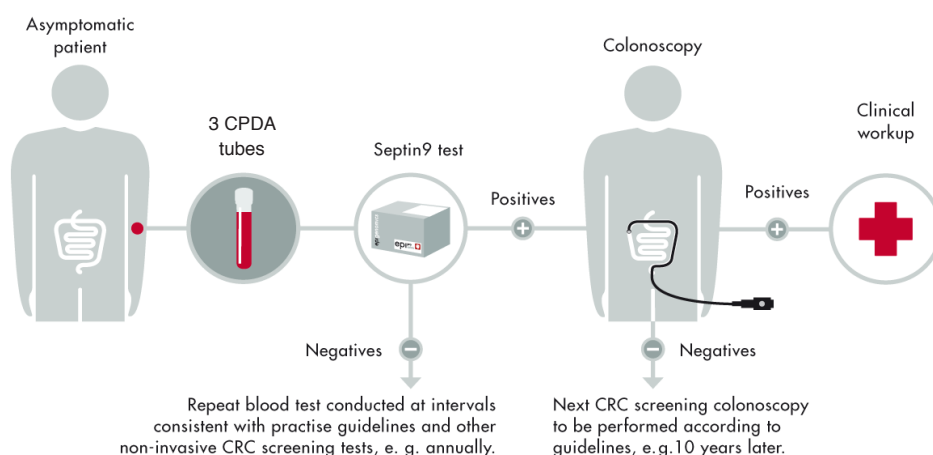 Asymptomatic
patient
3 CPDA
tubes
Septin9 test
Positives
Colonoscopy
Positives
Clinical
workup
epi
Negatives
Repeat blood test conducted at intervals
consistent with practise guidelines and other
non-invasive CRC screening tests, e. g. annually.
Negatives
Next CRC screening colonoscopy
to be performed according to
guidelines, e.g.10 years later.